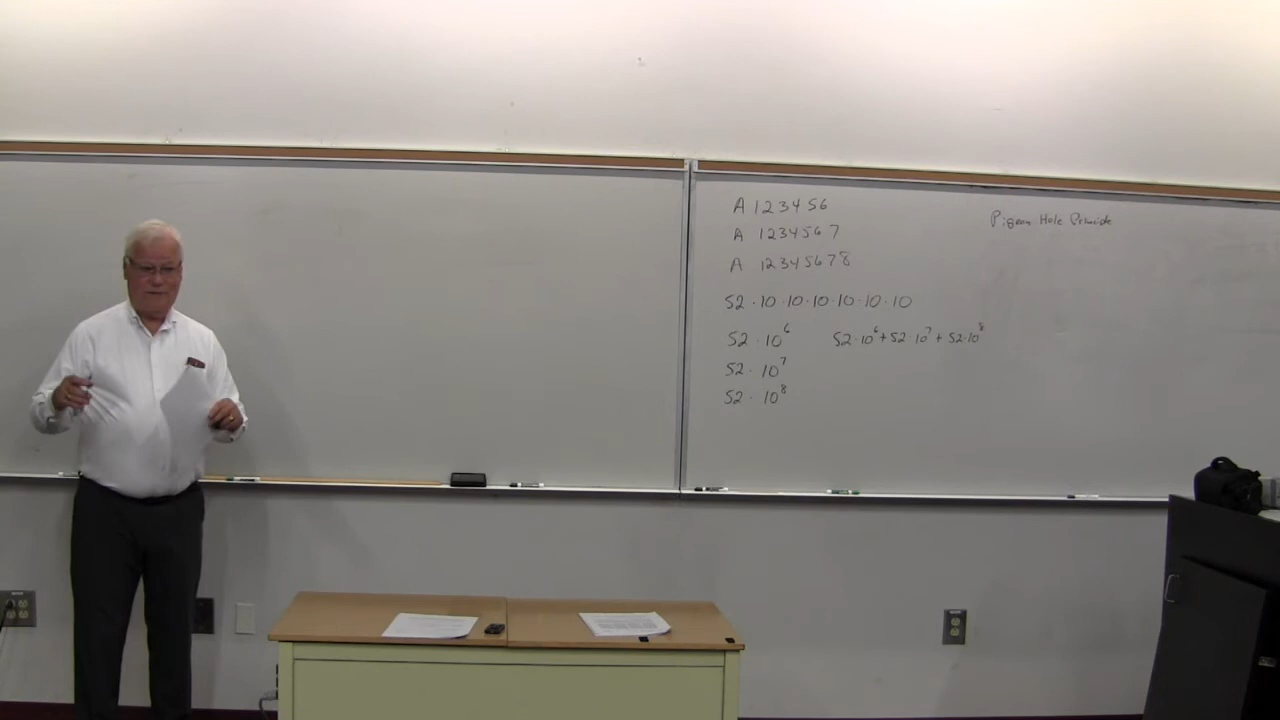 A 123456
A 1234567
A 12345678
52 · 10 · 10 · 10 · 10 · 10 · 10
52 · 10⁶
52 · 10⁷
52 · 10⁸
52 · 10⁶ + 52 · 10⁷ + 52 · 10⁸
Pigeon Hole Principle